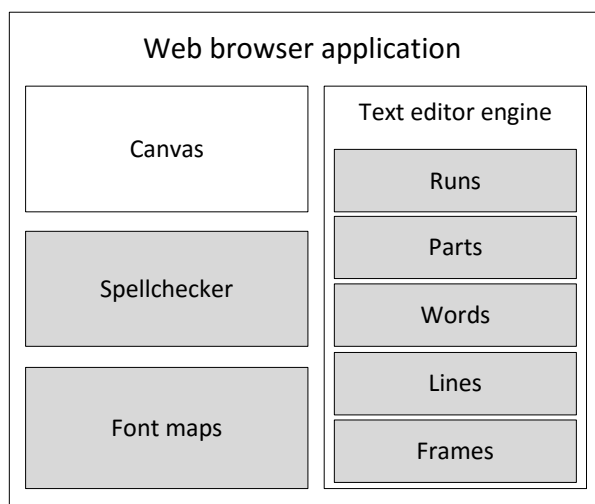 Web browser application
Canvas
Spellchecker
Font maps
Text editor engine
Runs
Parts
Words
Lines
Frames